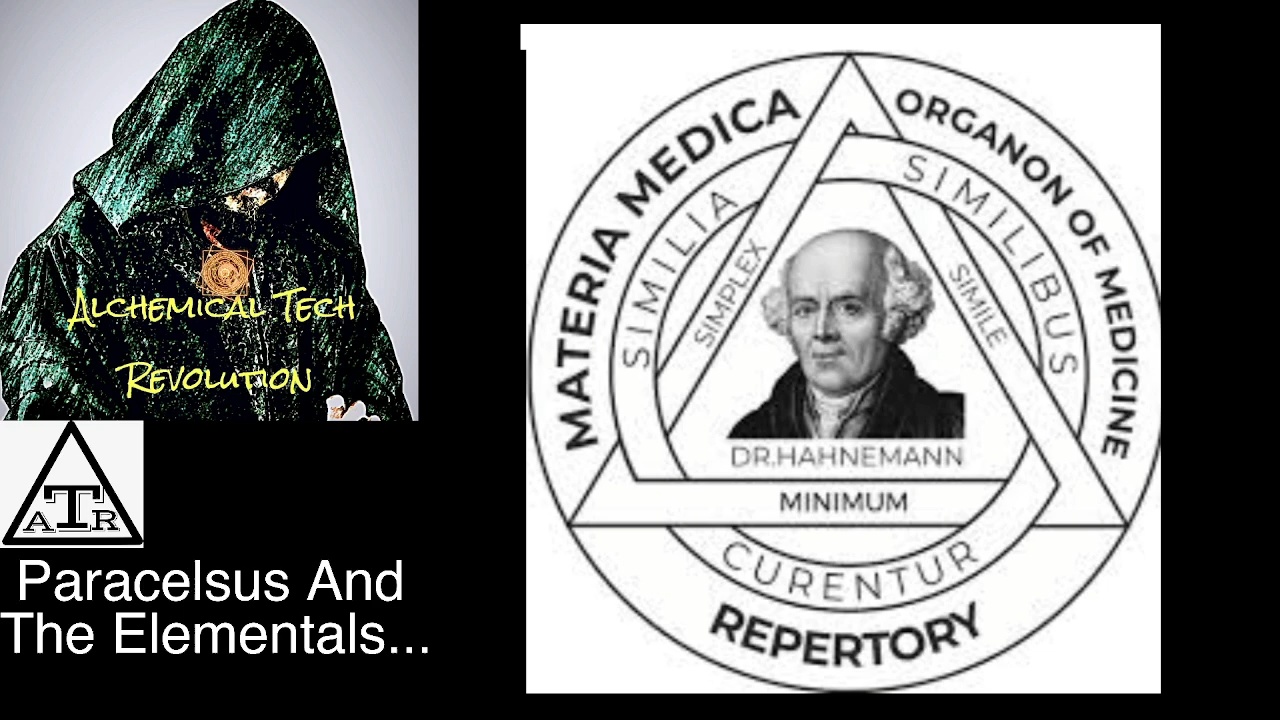 Alchemical Tech
Revolution
ATR
Paracelsus And
The Elementals...
MATERIA MEDICA
ORGANON OF MEDICINE
REPERTORY
SIMILIA
SIMILIBUS
CURENTUR
SIMPLEX
SIMILE
MINIMUM
DR.HAHNEMANN